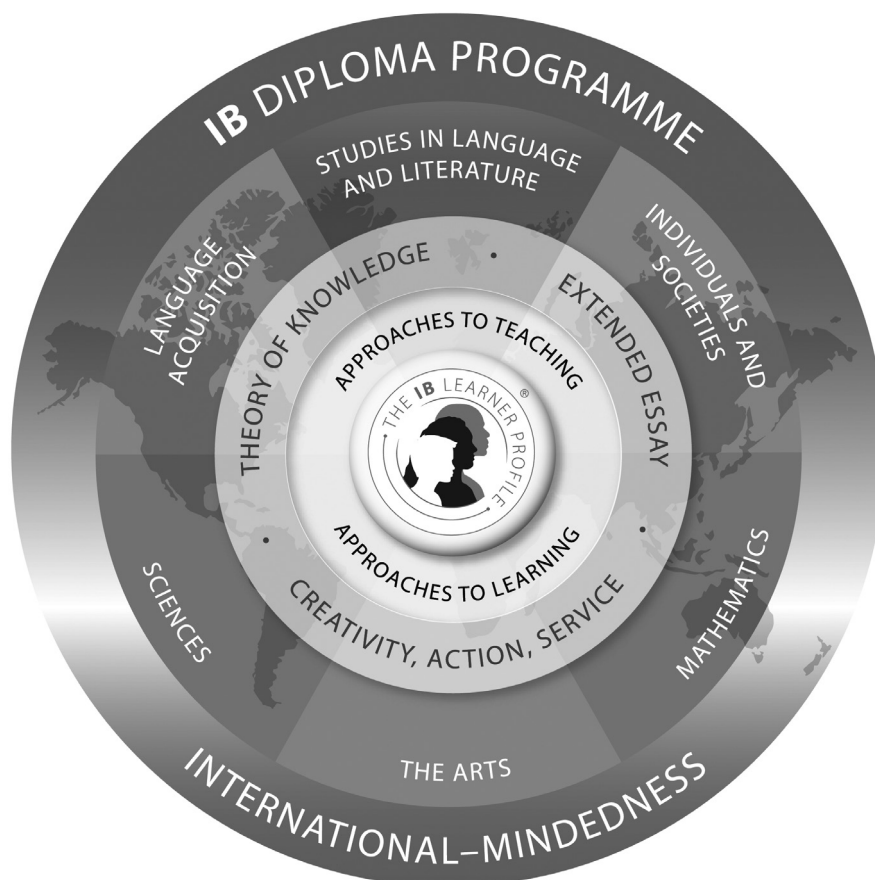 IB DIPLOMA PROGRAMME
STUDIES IN LANGUAGE
AND LITERATURE
LANGUAGE
ACQUISITION
INDIVIDUALS AND
SOCIETIES
THEORY OF KNOWLEDGE
EXTENDED ESSAY
APPROACHES TO TEACHING
THE IB LEARNER PROFILE®
APPROACHES TO LEARNING
CREATIVITY, ACTION, SERVICE
SCIENCES
MATHEMATICS
THE ARTS
INTERNATIONAL–MINDEDNESS